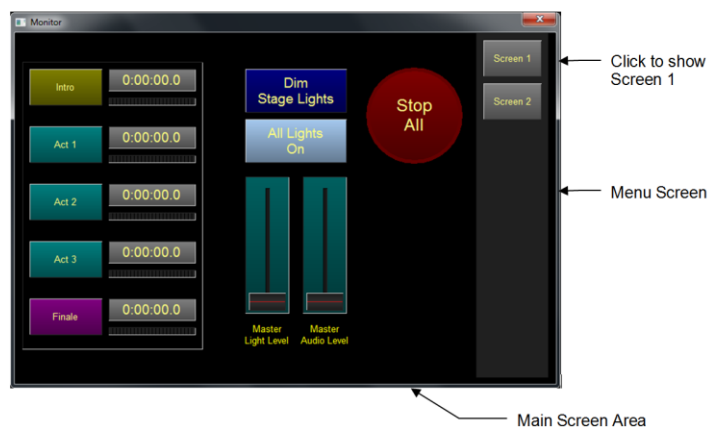 Monitor
Intro
0:00:00.0
Act 1
0:00:00.0
Act 2
0:00:00.0
Act 3
0:00:00.0
Finale
0:00:00.0
Dim
Stage Lights
All Lights
On
Stop
All
Master
Light Level
Master
Audio Level
Screen 1
Screen 2
Click to show
Screen 1
Menu Screen
Main Screen Area